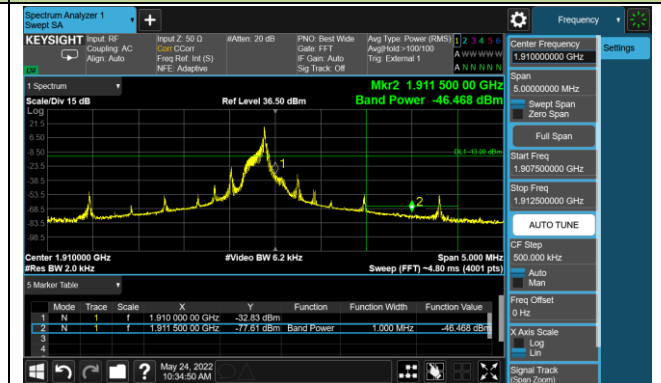 Spectrum Analyzer 1
Swept SA
+
Frequency
KEYSIGHT
Input: RF
Coupling: AC
Align: Auto
Input Z: 50 Ω
Corr CCorr
Freq Ref: Int (S)
NFE: Adaptive
#Atten: 20 dB
PNO: Best Wide
Gate: FFT
IF Gain: Auto
Sig Track: Off
Avg Type: Power (RMS)
Avg|Hold:>100/100
Trig: External 1
1 2 3 4 5 6
A W W W W W
A N N N N N
LVI
Settings
Center Frequency
1.910000000 GHz
Span
5.00000000 MHz
Swept Span
Zero Span
Full Span
Start Freq
1.907500000 GHz
Stop Freq
1.912500000 GHz
AUTO TUNE
CF Step
500.000 kHz
Auto
Man
Freq Offset
0 Hz
X Axis Scale
Log
Lin
Signal Track
(Span Zoom)
1 Spectrum
Scale/Div 15 dB
Log
Ref Level 36.50 dBm
Mkr2 1.911 500 00 GHz
Band Power -46.468 dBm
21.5
6.50
-8.50
-23.5
-38.5
-53.5
-68.5
-83.5
-98.5
DL1 -13.00 dBm
1
2
Center 1.910000 GHz
#Res BW 2.0 kHz
#Video BW 6.2 kHz
Span 5.000 MHz
Sweep (FFT) ~4.80 ms (4001 pts)
5 Marker Table
Mode Trace Scale X Y Function Function Width Function Value
1 N 1 f 1.910 000 00 GHz -32.83 dBm
2 N 1 f 1.911 500 00 GHz -77.61 dBm Band Power 1.000 MHz -46.468 dBm
3
4
?
May 24, 2022
10:34:50 AM